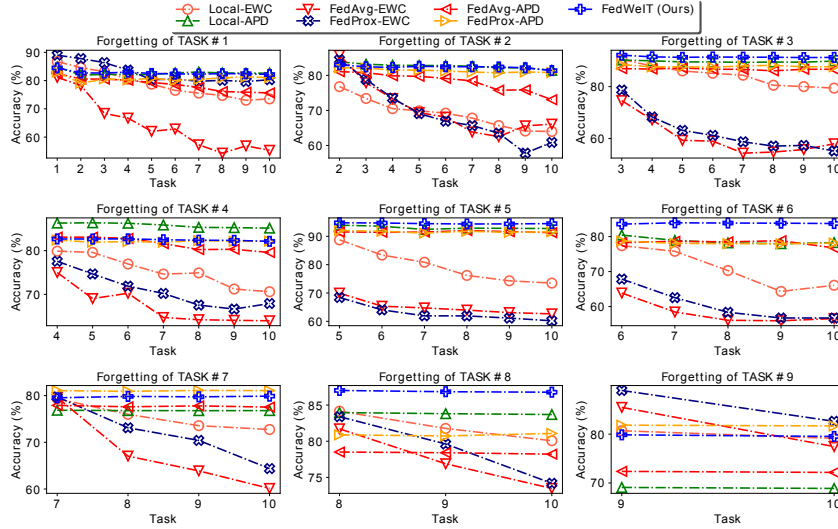 Local-EWC FedAvg-EWC FedAvg-APD FedWeIT (Ours)
Local-APD FedProx-EWC FedProx-APD
Forgetting of TASK # 1 Forgetting of TASK # 2 Forgetting of TASK # 3
Accuracy (%) Accuracy (%) Accuracy (%)
90 80 70 60
80 70 60
80 60
1 2 3 4 5 6 7 8 9 10
2 3 4 5 6 7 8 9 10
3 4 5 6 7 8 9 10
Task Task Task
Forgetting of TASK # 4 Forgetting of TASK # 5 Forgetting of TASK # 6
Accuracy (%) Accuracy (%) Accuracy (%)
80 70
90 80 70 60
80 70 60
4 5 6 7 8 9 10
5 6 7 8 9 10
6 7 8 9 10
Task Task Task
Forgetting of TASK # 7 Forgetting of TASK # 8 Forgetting of TASK # 9
Accuracy (%) Accuracy (%) Accuracy (%)
80 70 60
85 80 75
80 70
7 8 9 10
8 9 10
9 10
Task Task Task